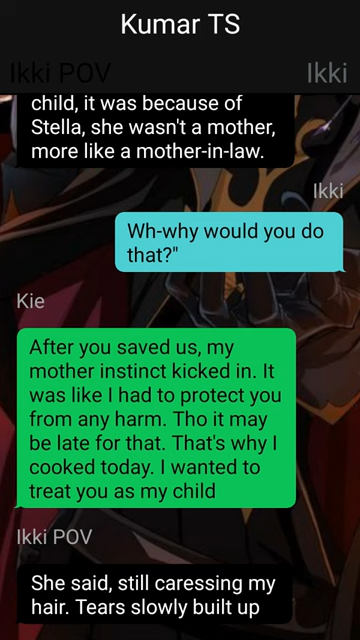 Kumar TS
Ikki POV
Ikki
child, it was because of
Stella, she wasn't a mother,
more like a mother-in-law.
Ikki
Wh-why would you do
that?"
Kie
After you saved us, my
mother instinct kicked in. It
was like I had to protect you
from any harm. Tho it may
be late for that. That's why I
cooked today. I wanted to
treat you as my child
Ikki POV
She said, still caressing my
hair. Tears slowly built up